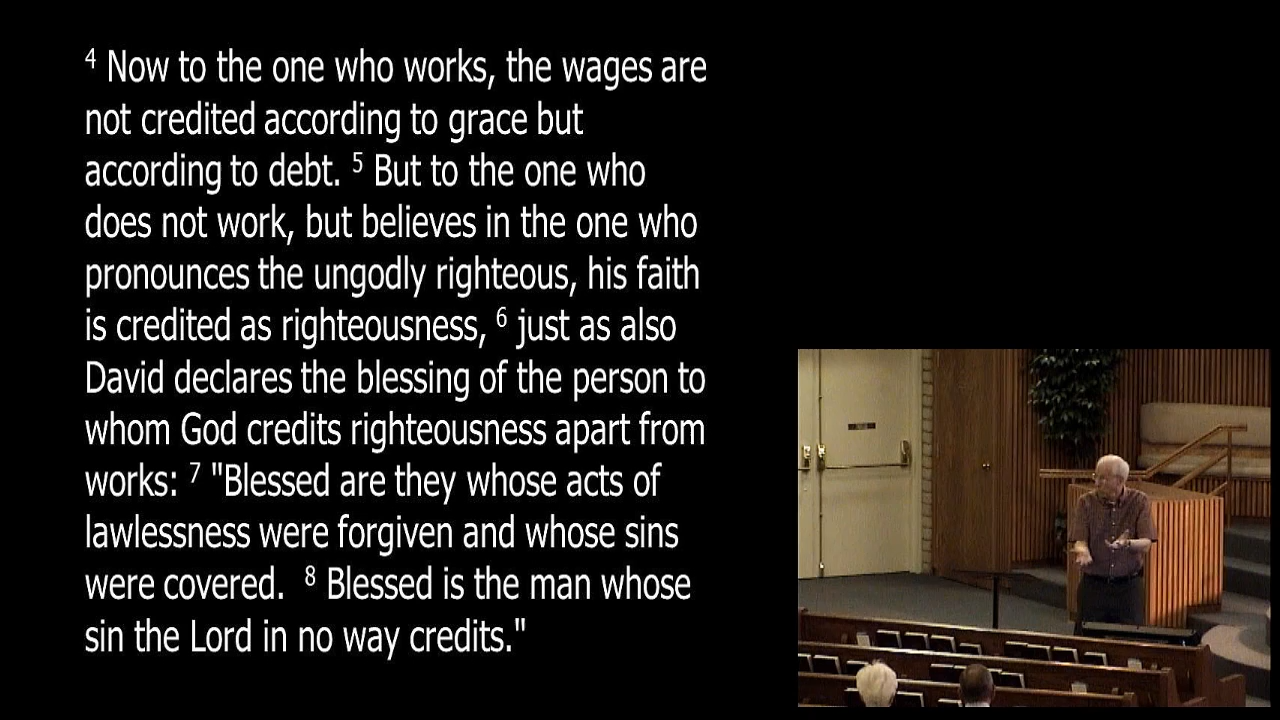 4 Now to the one who works, the wages are
not credited according to grace but
according to debt. 5 But to the one who
does not work, but believes in the one who
pronounces the ungodly righteous, his faith
is credited as righteousness, 6 just as also
David declares the blessing of the person to
whom God credits righteousness apart from
works: 7 "Blessed are they whose acts of
lawlessness were forgiven and whose sins
were covered. 8 Blessed is the man whose
sin the Lord in no way credits."